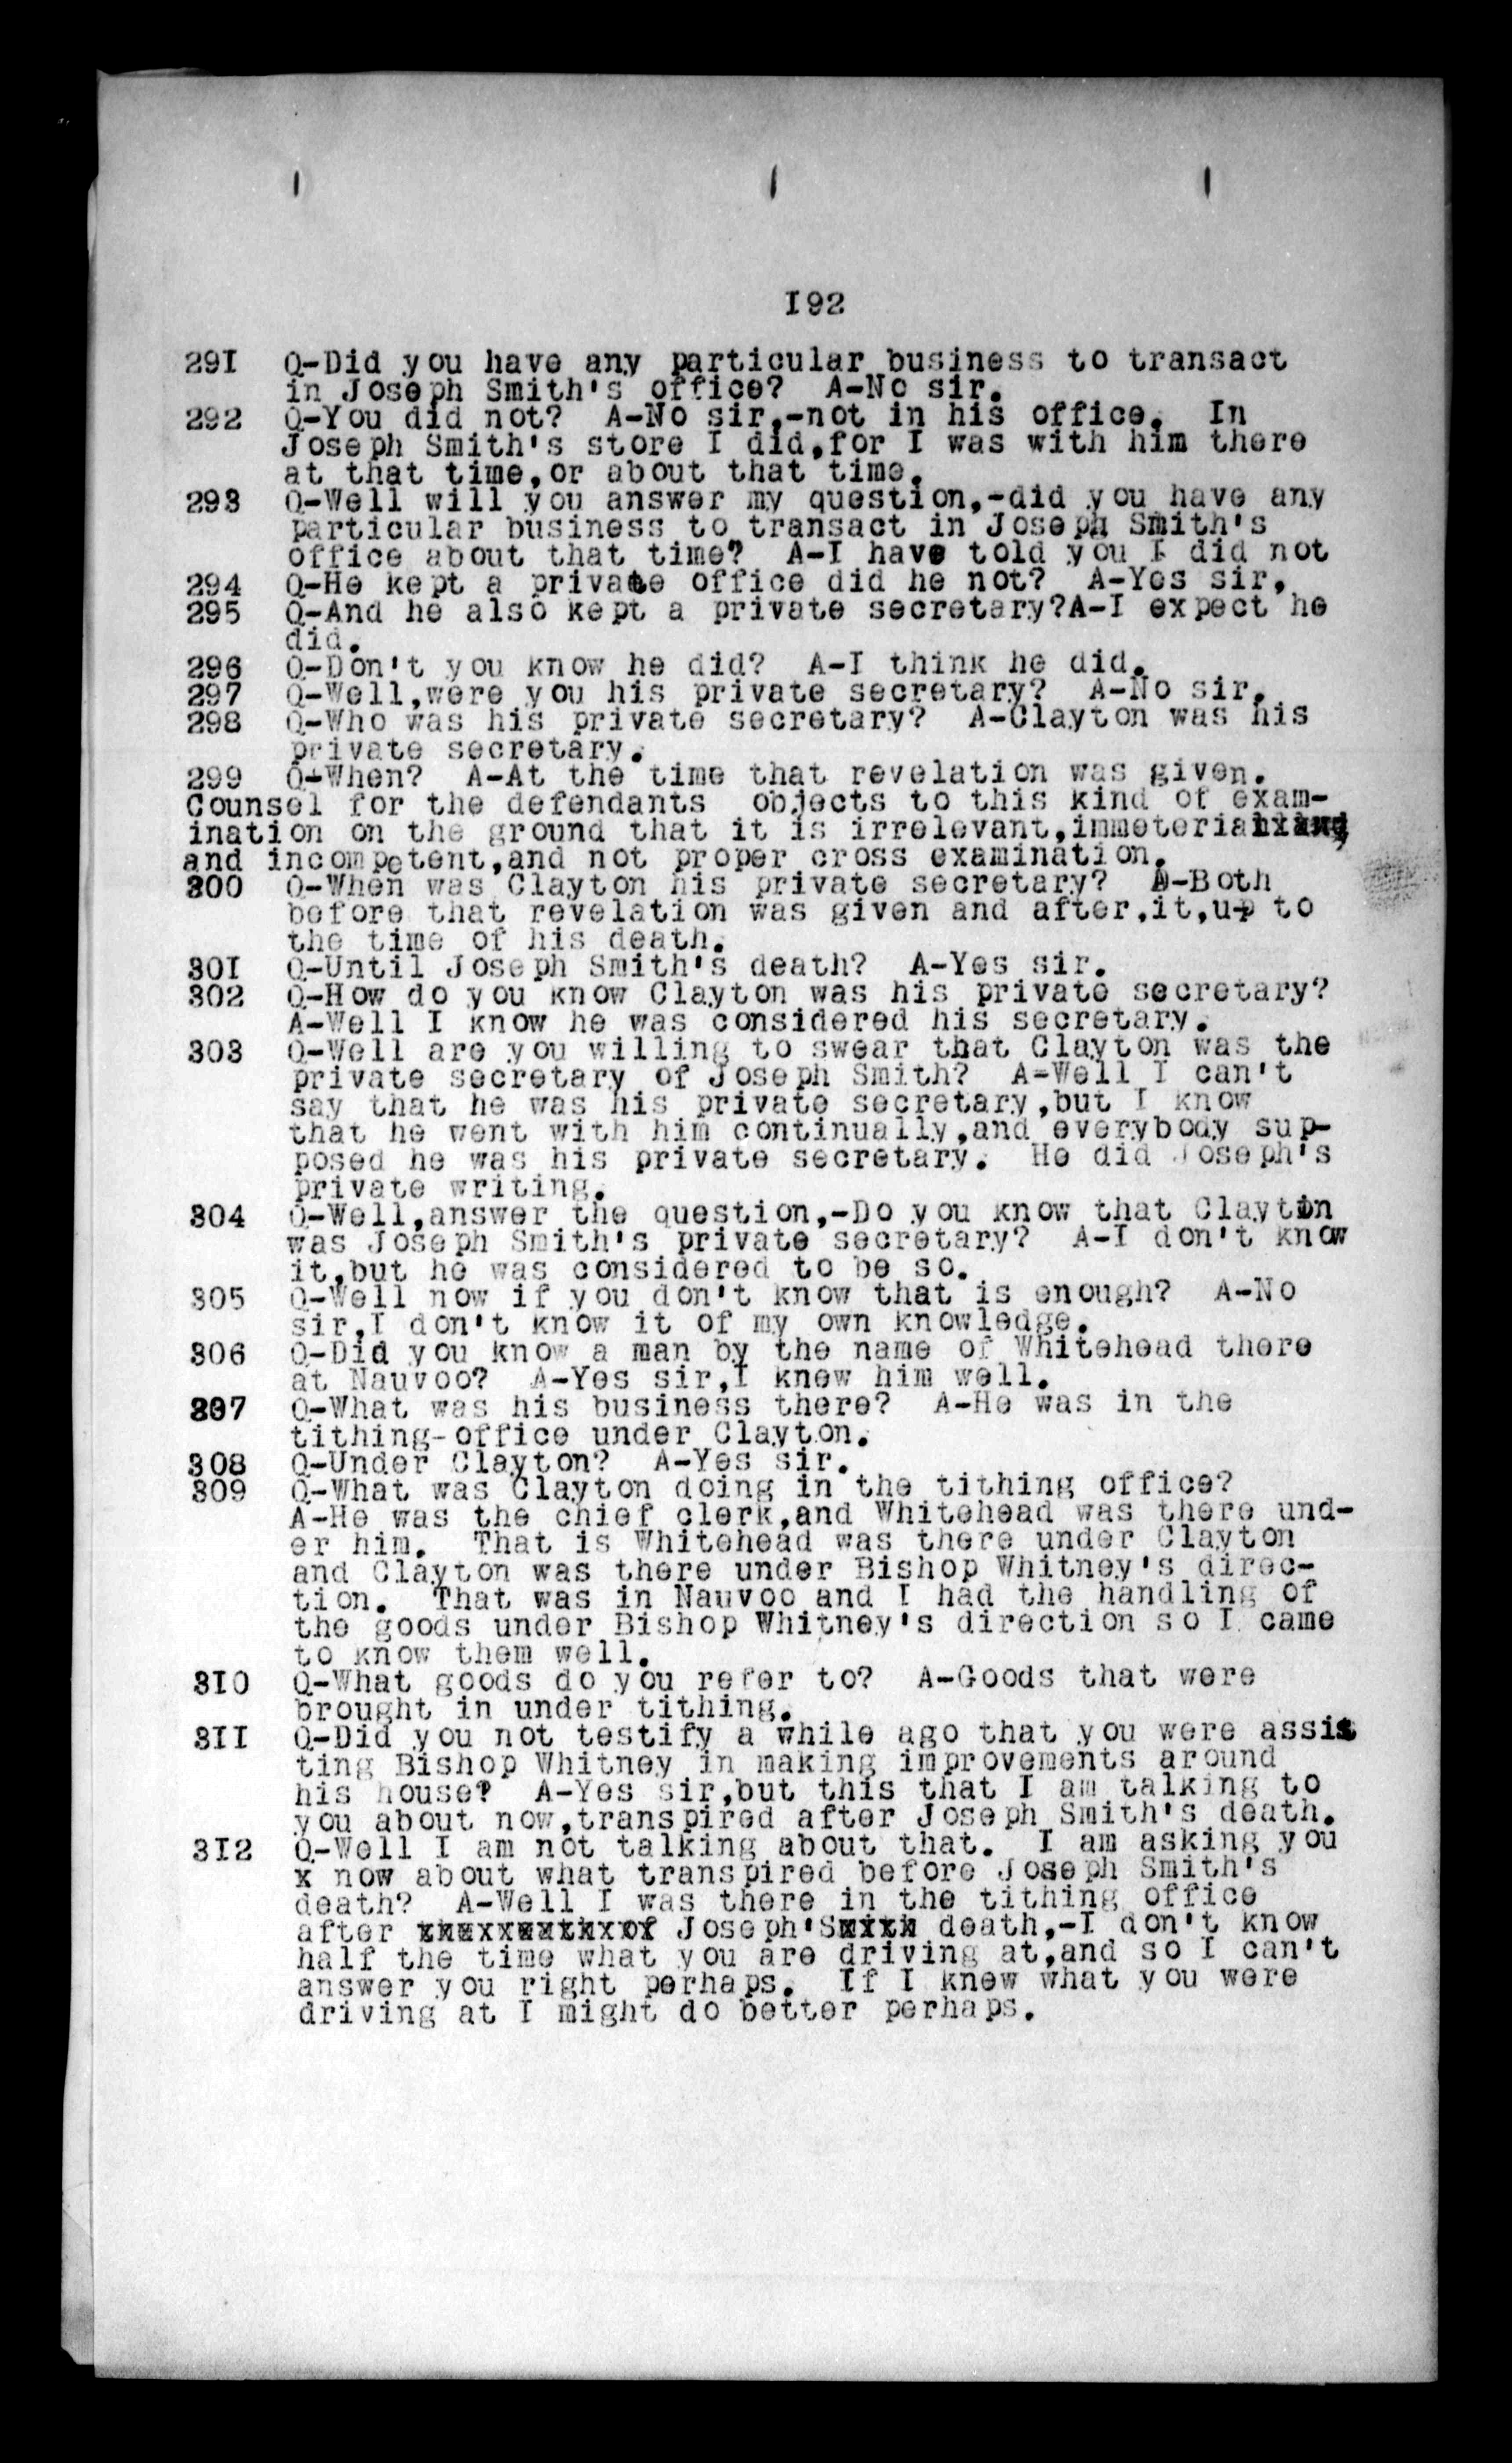 I92
29I Q-Did you have any particular business to transact
in Joseph Smith's office? A-No sir.
292 Q-You did not? A-No sir,-not in his office. In
Joseph Smith's store I did,for I was with him there
at that time,or about that time.
293 Q-Well will you answer my question,-did you have any
particular business to transact in Joseph Smith's
office about that time? A-I have told you I did not
294 Q-He kept a private office did he not? A-Yes sir,
295 Q-And he also kept a private secretary?A-I expect he
did.
296 Q-Don't you know he did? A-I think he did.
297 Q-Well,were you his private secretary? A-No sir.
298 Q-Who was his private secretary? A-Clayton was his
private secretary.
299 Q-When? A-At the time that revelation was given.
Counsel for the defendants objects to this kind of exam-
ination on the ground that it is irrelevant,immeterial
and incompetent,and not proper cross examination.
300 Q-When was Clayton his private secretary? A-Both
before that revelation was given and after,it,up to
the time of his death.
30I Q-Until Joseph Smith's death? A-Yes sir.
302 Q-How do you know Clayton was his private secretary?
A-Well I know he was considered his secretary.
303 Q-Well are you willing to swear that Clayton was the
private secretary of Joseph Smith? A-Well I can't
say that he was his private secretary,but I know
that he went with him continually,and everybody sup-
posed he was his private secretary. He did Joseph's
private writing.
304 Q-Well,answer the question,-Do you know that Claytin
was Joseph Smith's private secretary? A-I don't know
it,but he was considered to be so.
305 Q-Well now if you don't know that is enough? A-No
sir,I don't know it of my own knowledge.
306 Q-Did you know a man by the name of Whitehead there
at Nauvoo? A-Yes sir,I knew him well.
307 Q-What was his business there? A-He was in the
tithing-office under Clayton.
308 Q-Under Clayton? A-Yes sir.
309 Q-What was Clayton doing in the tithing office?
A-He was the chief clerk,and Whitehead was there und-
er him. That is Whitehead was there under Clayton
and Clayton was there under Bishop Whitney's direc-
tion. That was in Nauvoo and I had the handling of
the goods under Bishop Whitney's direction so I came
to know them well.
3I0 Q-What goods do you refer to? A-Goods that were
brought in under tithing.
3II Q-Did you not testify a while ago that you were assis
ting Bishop Whitney in making improvements around
his house? A-Yes sir,but this that I am talking to
you about now,transpired after Joseph Smith's death.
3I2 Q-Well I am not talking about that. I am asking you
x now about what transpired before Joseph Smith's
death? A-Well I was there in the tithing office
after Joseph's death,-I don't know
half the time what you are driving at,and so I can't
answer you right perhaps. If I knew what you were
driving at I might do better perhaps.